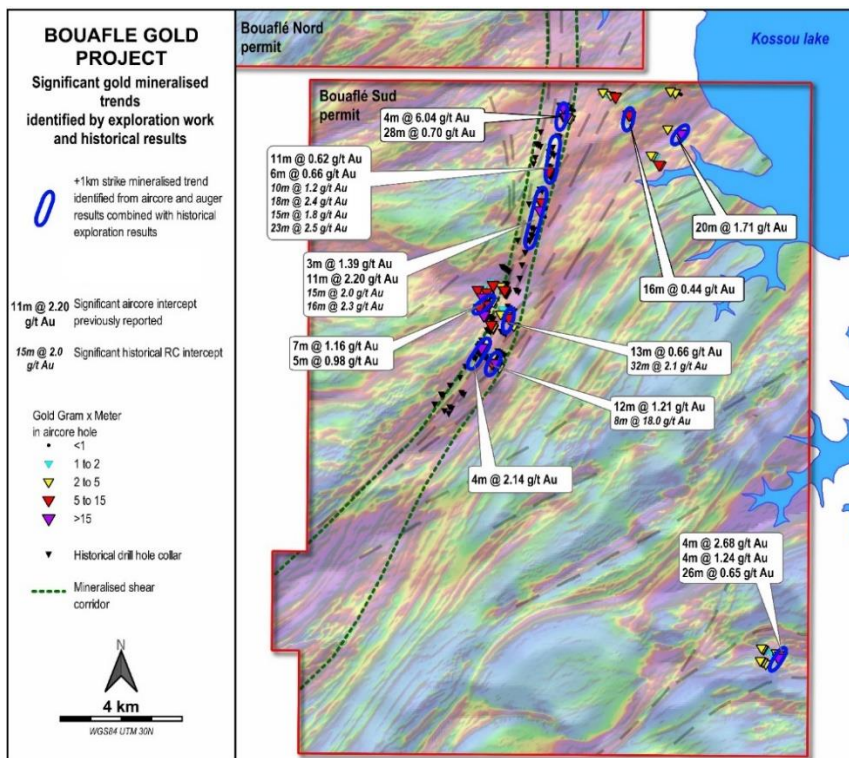 BOUAFLE GOLD
PROJECT
Significant gold mineralised
trends
identified by exploration work
and historical results
+1km strike mineralised trend
identified from aircore and auger
results combined with historical
exploration results
11m @ 2.20
g/t Au
Significant aircore intercept
previously reported
15m @ 2.0
g/t Au
Significant historical RC intercept
Gold Gram x Meter
in aircore hole
<1
1 to 2
2 to 5
5 to 15
>15
Historical drill hole collar
Mineralised shear
corridor
N
4 km
WGS84 UTM 30N
Bouaflé Nord
permit
Kossou lake
Bouaflé Sud
permit
4m @ 6.04 g/t Au
28m @ 0.70 g/t Au
11m @ 0.62 g/t Au
6m @ 0.66 g/t Au
10m @ 1.2 g/t Au
18m @ 2.4 g/t Au
15m @ 1.8 g/t Au
23m @ 2.5 g/t Au
20m @ 1.71 g/t Au
3m @ 1.39 g/t Au
11m @ 2.20 g/t Au
15m @ 2.0 g/t Au
16m @ 2.3 g/t Au
16m @ 0.44 g/t Au
7m @ 1.16 g/t Au
5m @ 0.98 g/t Au
13m @ 0.66 g/t Au
32m @ 2.1 g/t Au
12m @ 1.21 g/t Au
8m @ 18.0 g/t Au
4m @ 2.14 g/t Au
4m @ 2.68 g/t Au
4m @ 1.24 g/t Au
26m @ 0.65 g/t Au